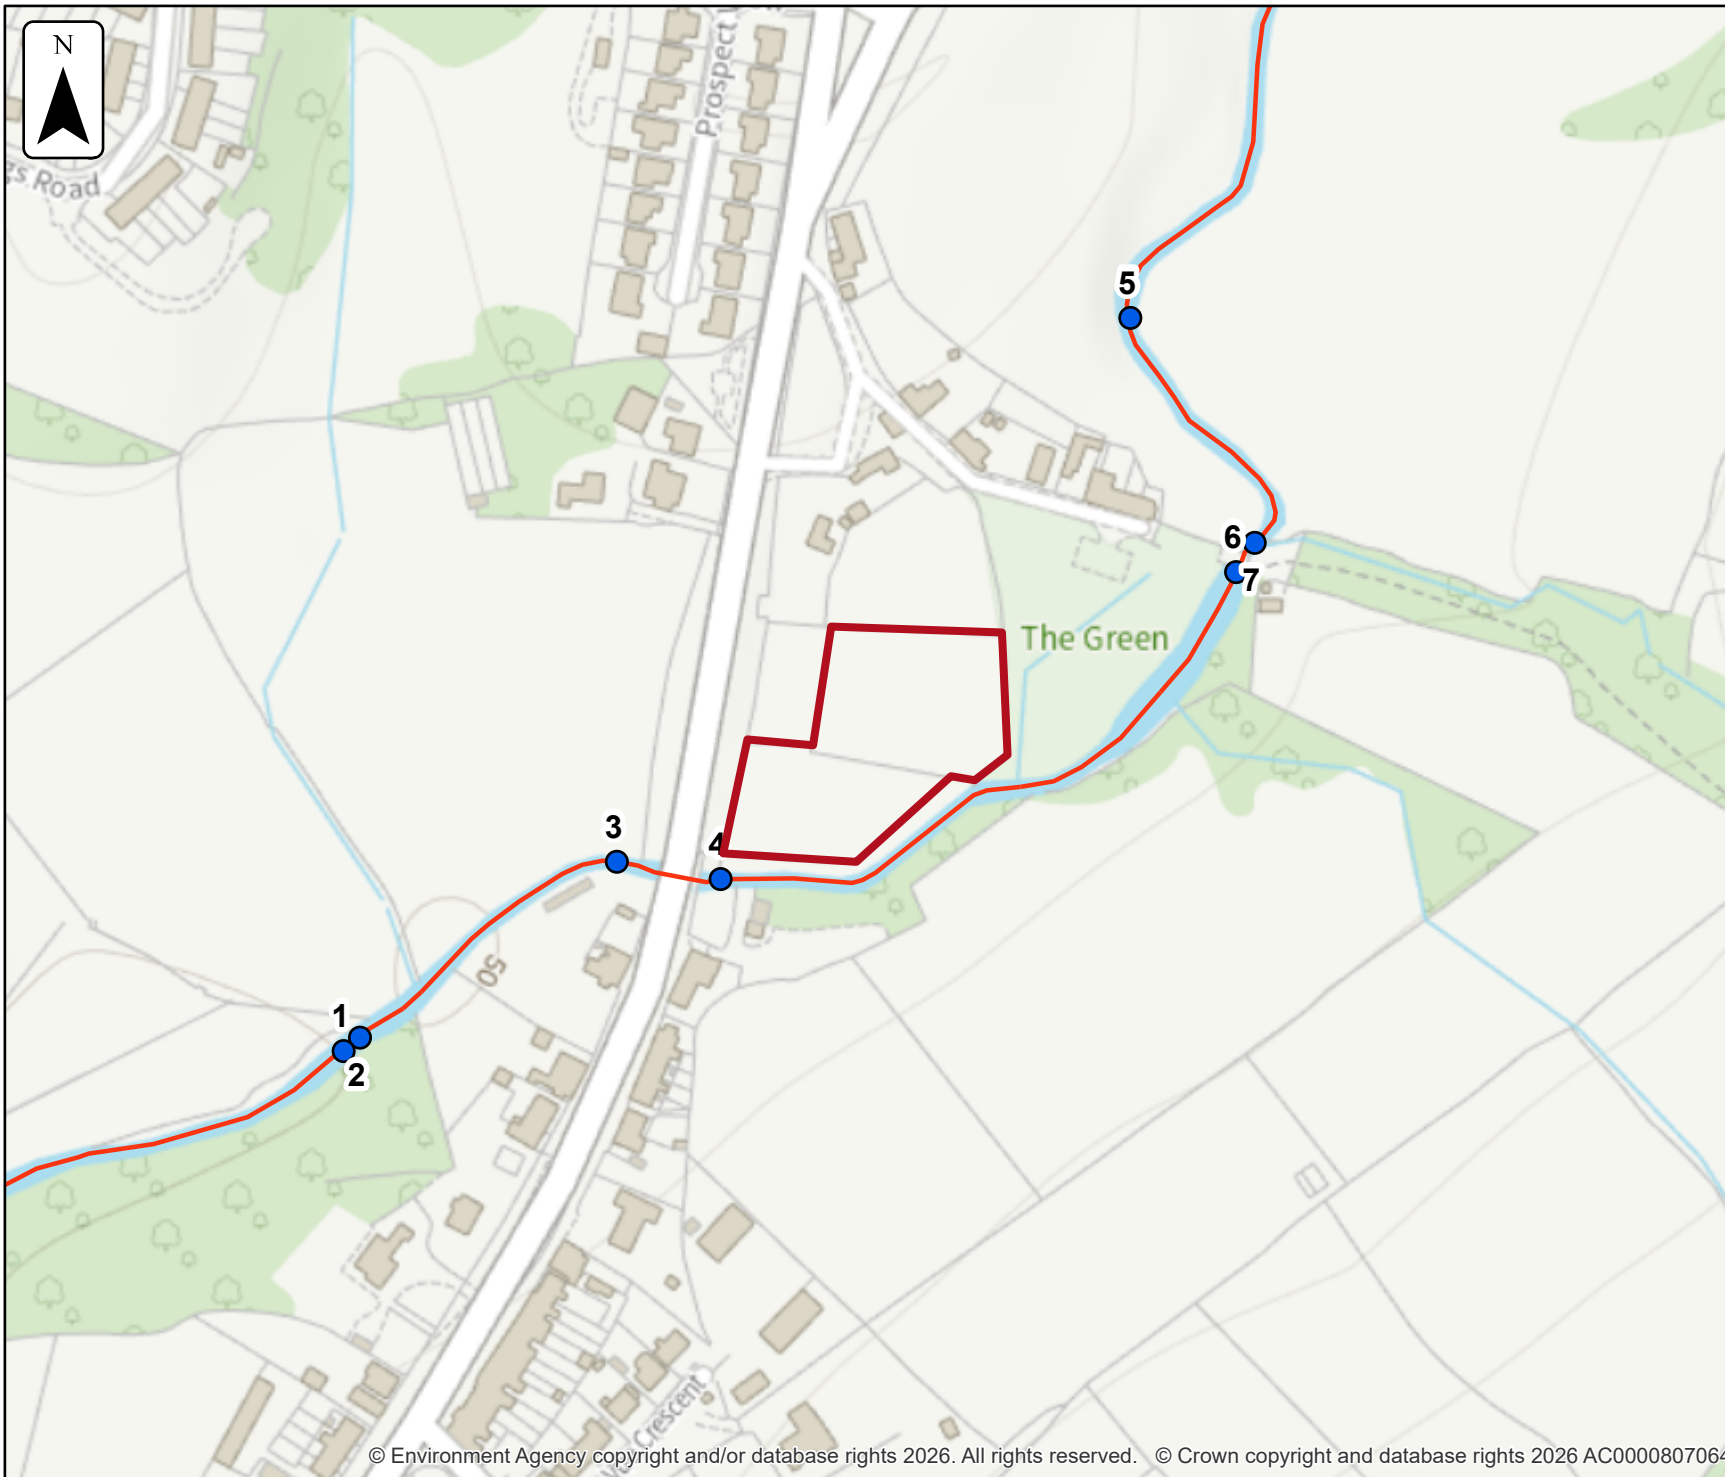 N
Prospect
gs Road
5
6
7
The Green
3
4
50
1
2
Crescent
© Environment Agency copyright and/or database rights 2026. All rights reserved. © Crown copyright and database rights 2026 AC000080706